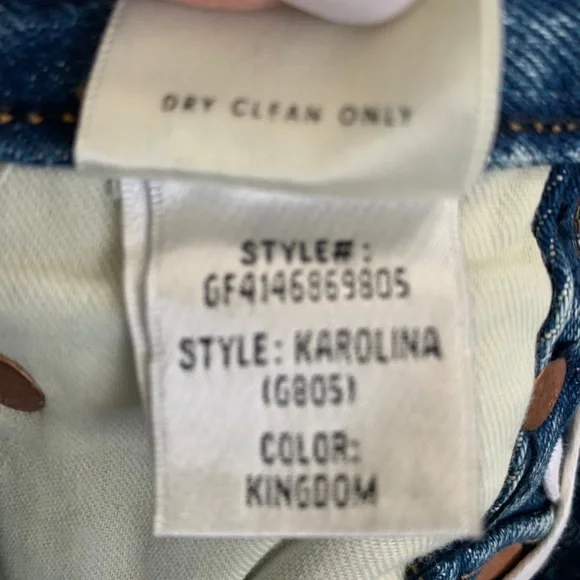 DRY CLEAN ONLY
STYLE#:
GF4146869805
STYLE: KAROLINA
(G805)
COLOR:
KINGDOM